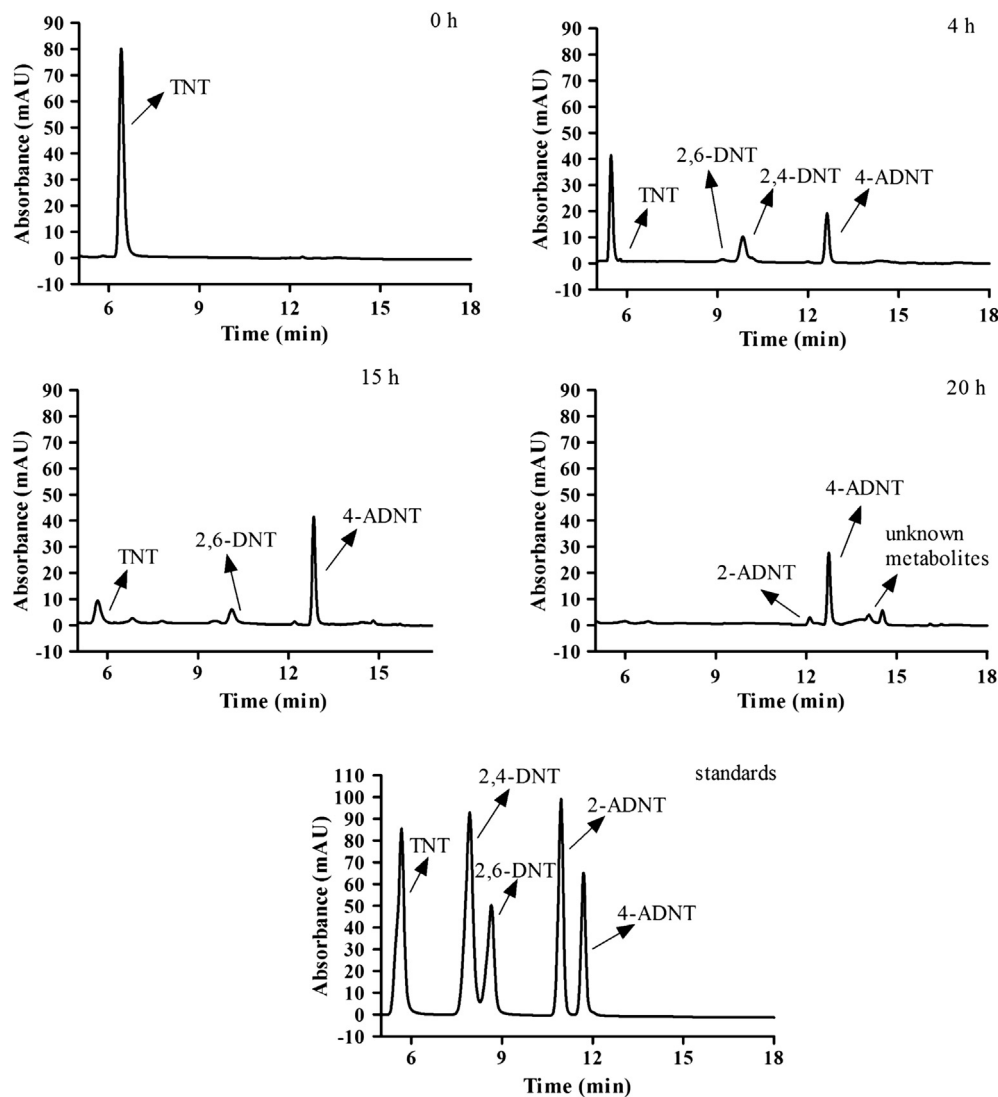 0 h
90
80
70
60
50
40
30
20
10
0
-10
Absorbance (mAU)
TNT
6
9
12
15
18
Time (min)
4 h
90
80
70
60
50
40
30
20
10
0
-10
Absorbance (mAU)
2,6-DNT
2,4-DNT
4-ADNT
TNT
6
9
12
15
18
Time (min)
15 h
90
80
70
60
50
40
30
20
10
0
-10
Absorbance (mAU)
TNT
2,6-DNT
4-ADNT
6
9
12
15
Time (min)
20 h
90
80
70
60
50
40
30
20
10
0
-10
Absorbance (mAU)
4-ADNT
2-ADNT
unknown
metabolites
6
9
12
15
18
Time (min)
standards
110
100
90
80
70
60
50
40
30
20
10
0
-10
Absorbance (mAU)
2,4-DNT
2-ADNT
TNT
2,6-DNT
4-ADNT
6
9
12
15
18
Time (min)